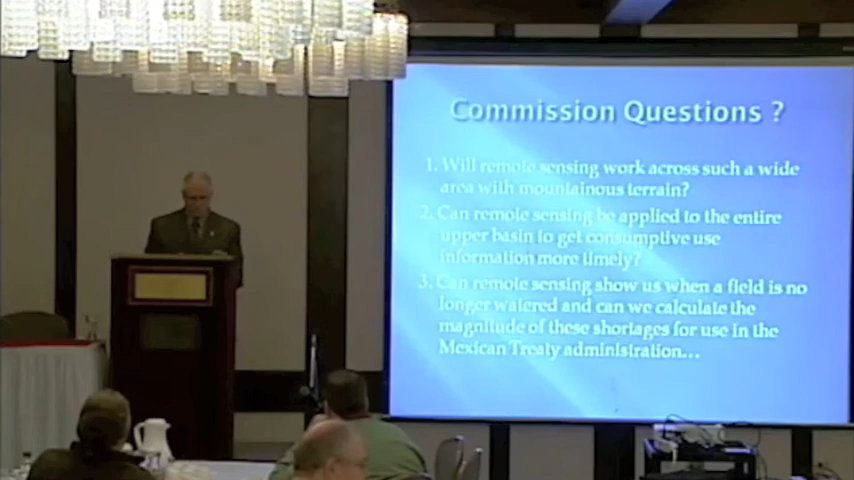 Commission Questions ?
1. Will remote sensing work across such a wide
area with mountainous terrain?
2. Can remote sensing be applied to the entire
upper basin to get consumptive use
information more timely?
3. Can remote sensing show us when a field is no
longer watered and can we calculate the
magnitude of these shortages for use in the
Mexican Treaty administration...